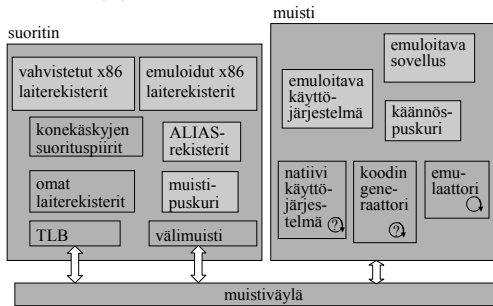 suoritin
vahvistetut x86
laiterekisterit
emuloidut x86
laiterekisterit
konekäskyjen
suorituspiirit
ALIAS-
rekisterit
omat
laiterekisterit
muisti-
puskuri
TLB
välimuisti
muisti
emuloitava
sovellus
emuloitava
käyttö-
järjestelmä
käännös-
puskuri
natiivi
käyttö-
järjes-
telmä ?
koodin
gene-
raattori
?
emu-
laattori
muistiväylä